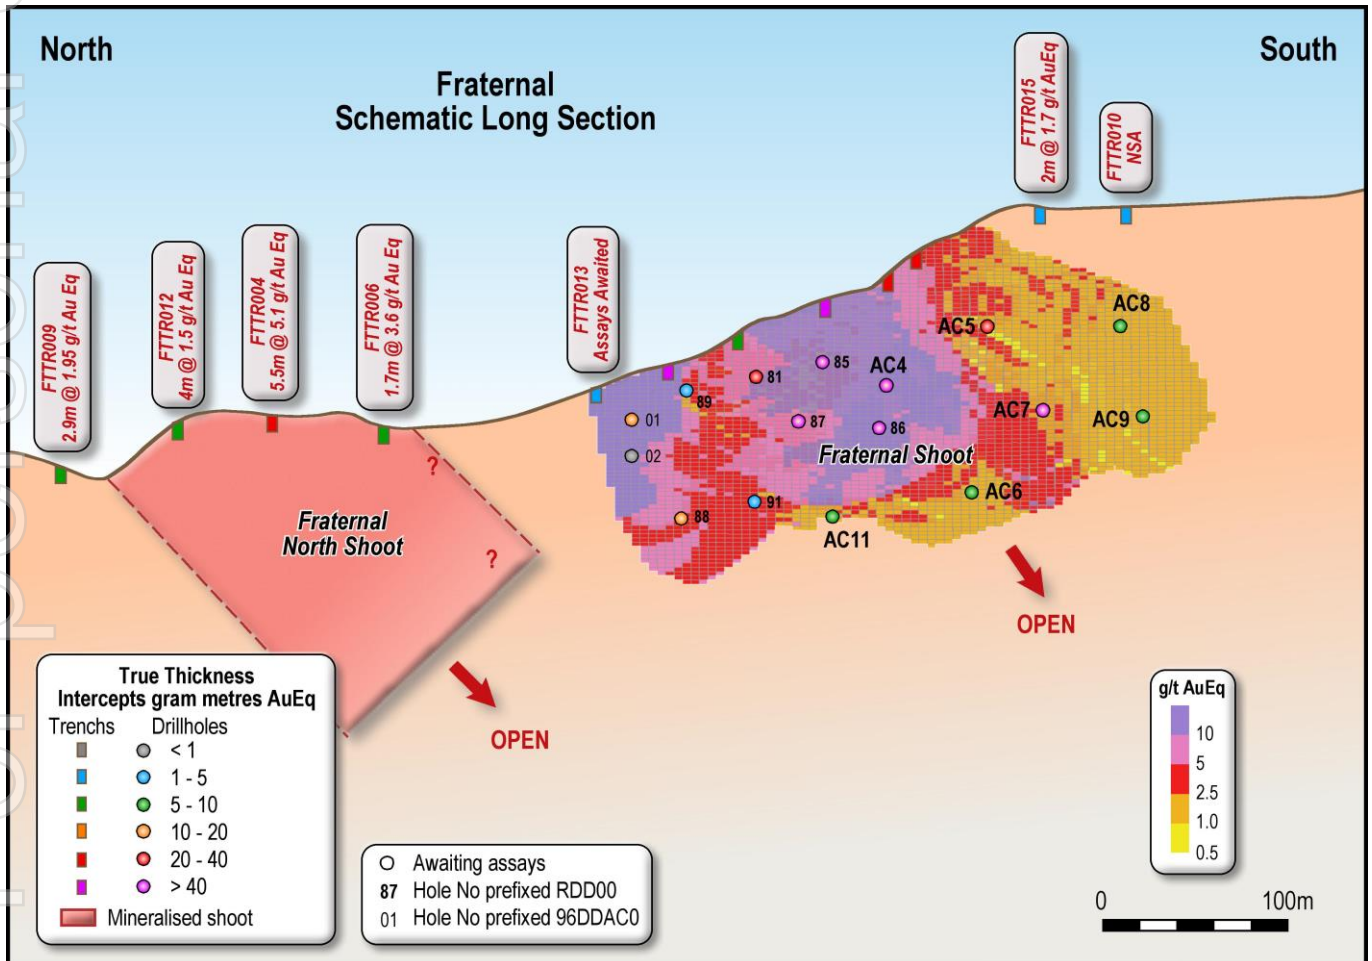 North
South
Fraternal
Schematic Long Section
FTTR009
2.9m @ 1.95 g/t Au Eq
FTTR012
4m @ 1.5 g/t Au Eq
FTTR004
5.5m @ 5.1 g/t Au Eq
FTTR006
1.7m @ 3.6 g/t Au Eq
FTTR013
Assays Awaited
FTTR015
2m @ 1.7 g/t AuEq
FTTR010
NSA
AC5
AC8
81
85
AC4
89
01
87
86
AC7
AC9
02
Fraternal Shoot
?
88
91
AC6
AC11
Fraternal
North Shoot
?
OPEN
OPEN
True Thickness
Intercepts gram metres AuEq
Trenchs Drillholes
< 1
1 - 5
5 - 10
10 - 20
20 - 40
> 40
Mineralised shoot
Awaiting assays
87 Hole No prefixed RDD00
01 Hole No prefixed 96DDAC0
g/t AuEq
10
5
2.5
1.0
0.5
0 100m